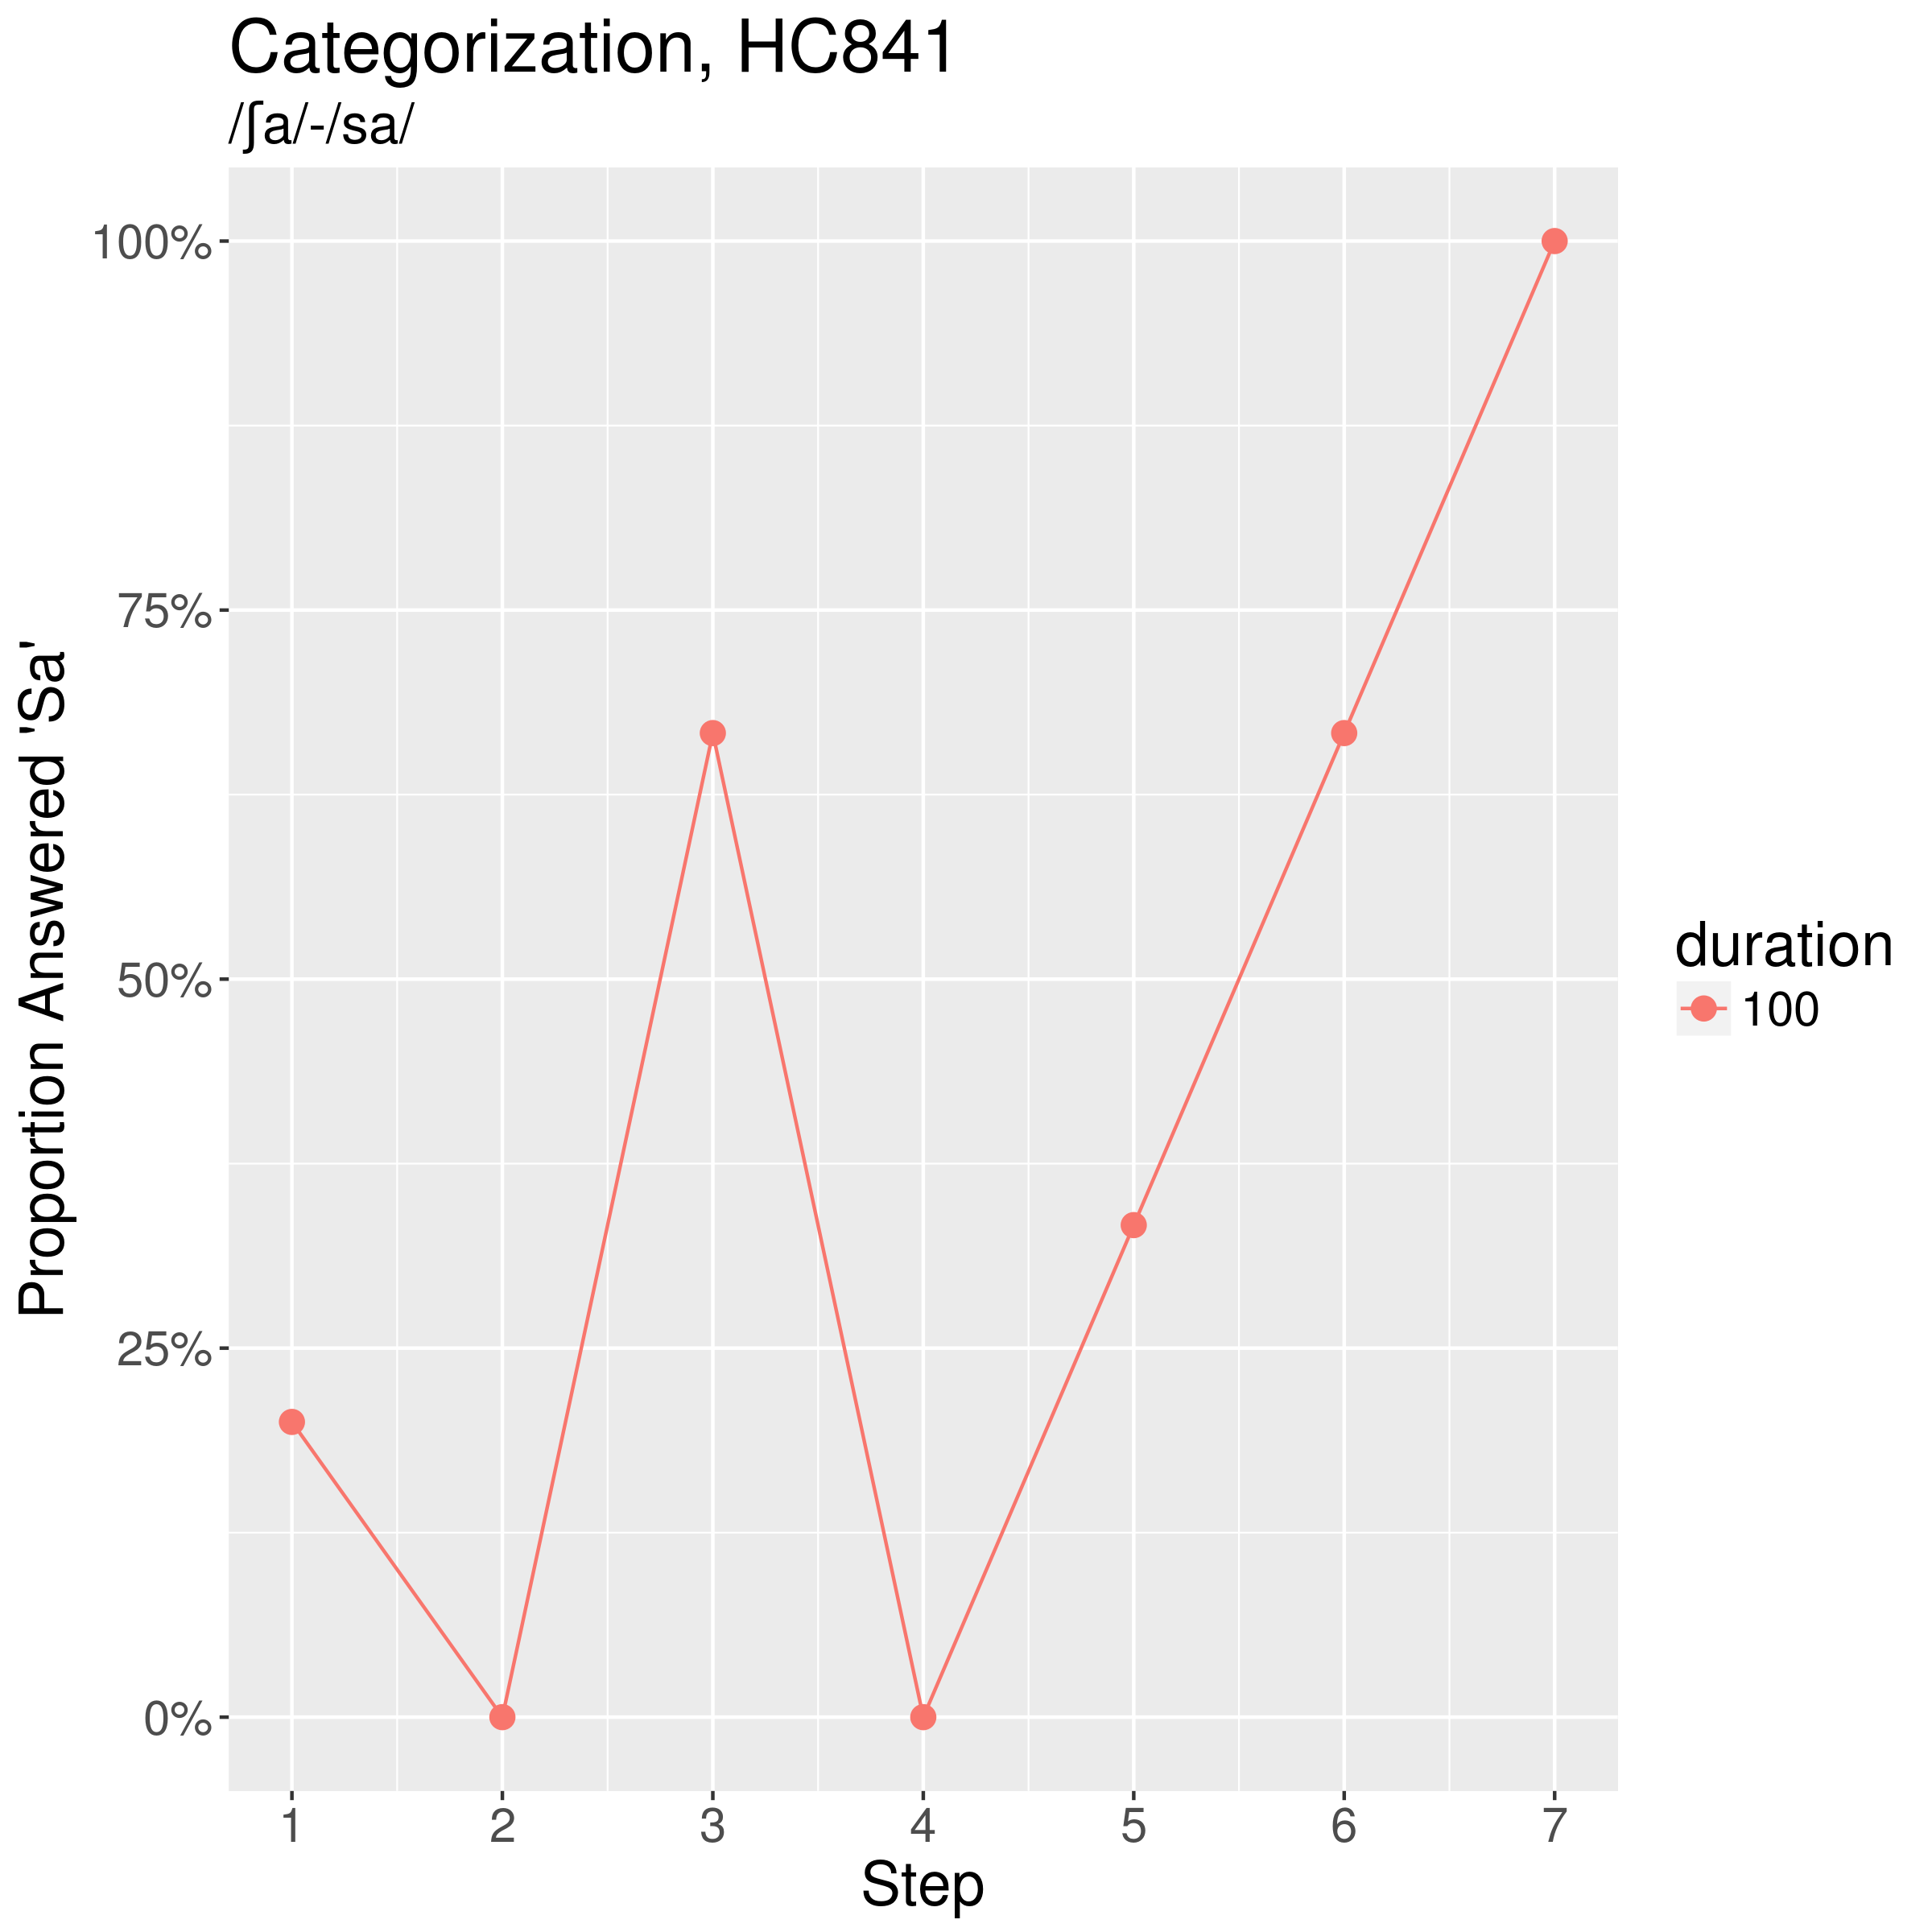 Categorization, HC841
/ʃa/-/sa/
Proportion Answered 'Sa'
100%
75%
50%
25%
0%
1 2 3 4 5 6 7
Step
duration
100